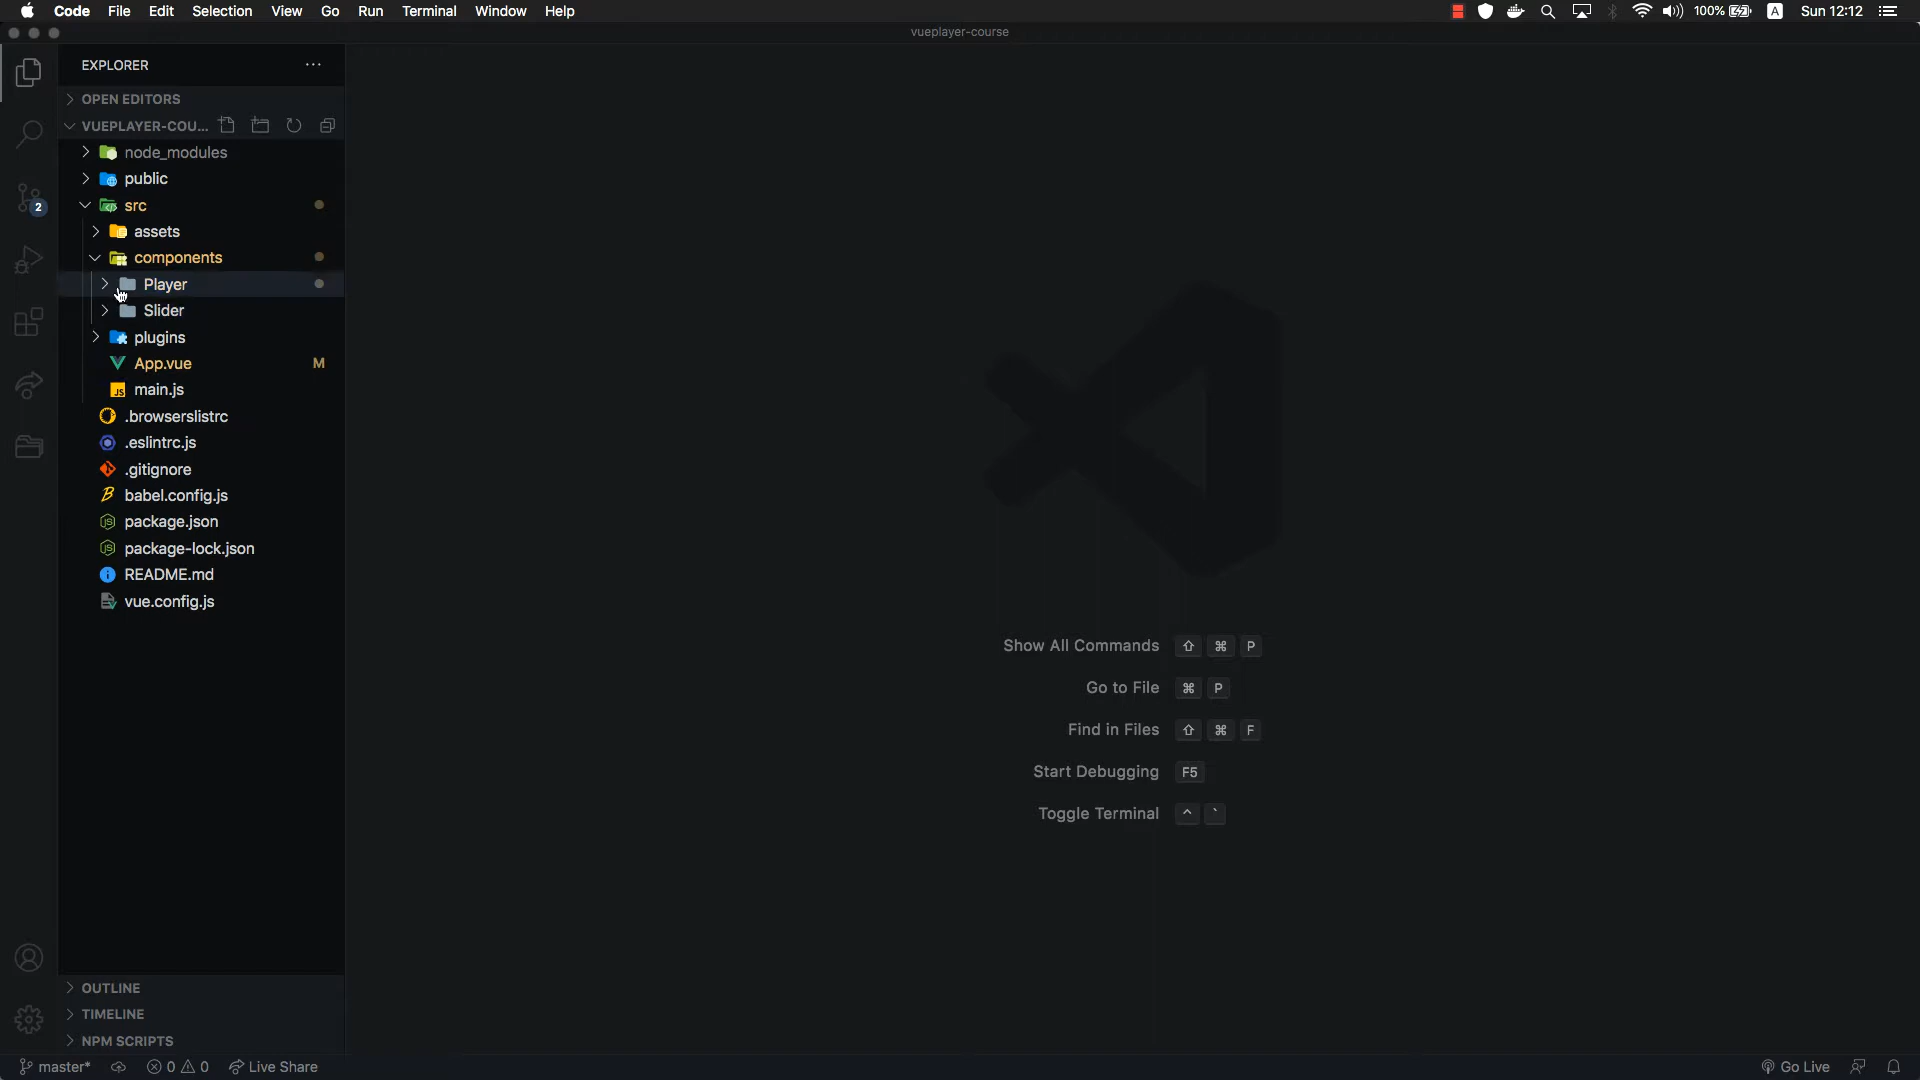 Code File Edit Selection View Go Run Terminal Window Help 100% A Sun 12:12
vueplayer-course
EXPLORER
OPEN EDITORS
VUEPLAYER-COU...
node_modules
public
src
assets
components
Player
Slider
plugins
App.vue M
main.js
.browserslistrc
.eslintrc.js
.gitignore
babel.config.js
package.json
package-lock.json
README.md
vue.config.js
2
Show All Commands ⇧ ⌘ P
Go to File ⌘ P
Find in Files ⇧ ⌘ F
Start Debugging F5
Toggle Terminal ^ `
OUTLINE
TIMELINE
NPM SCRIPTS
master* 0 0 Live Share Go Live